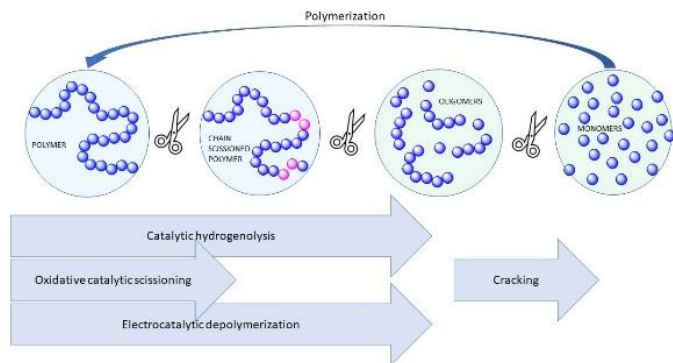 Polymerization
POLYMER
CHAIN
SCISSIONED
POLYMER
OLIGOMERS
MONOMERS
Catalytic hydrogenolysis
Oxidative catalytic scissioning
Cracking
Electrocatalytic depolymerization